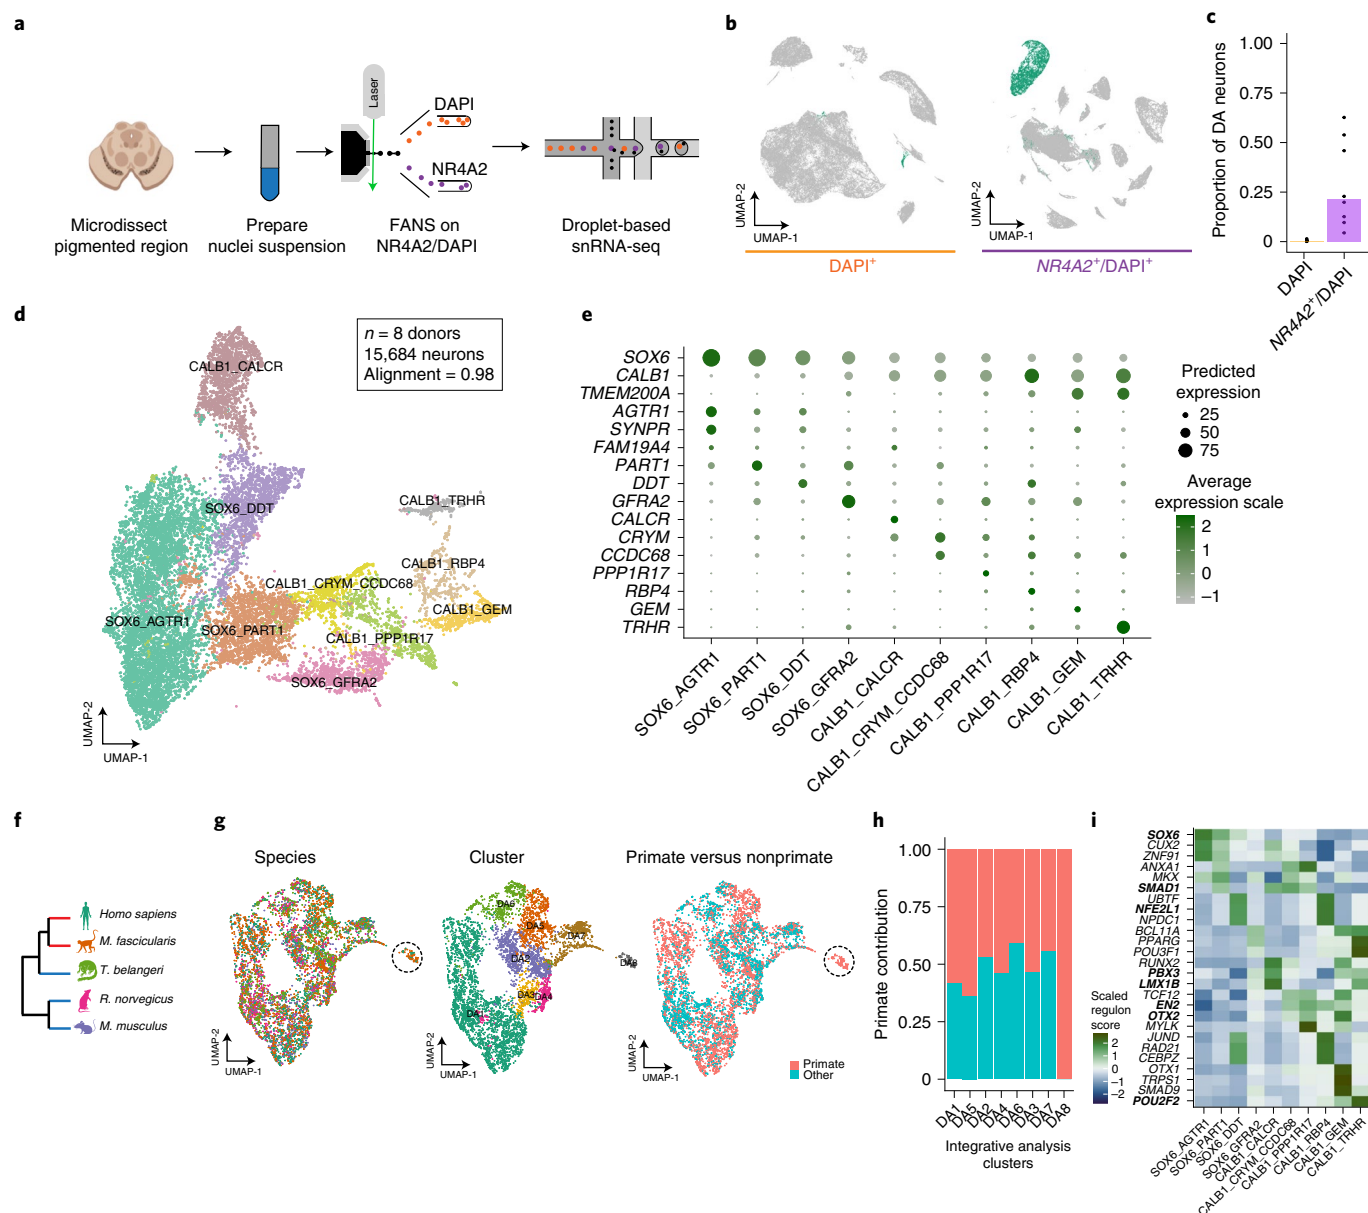 a
Laser
DAPI
NR4A2
Microdissect
pigmented region
Prepare
nuclei suspension
FANS on
NR4A2/DAPI
Droplet-based
snRNA-seq
b
UMAP-2
UMAP-1
DAPI+
UMAP-2
UMAP-1
NR4A2+/DAPI+
c
Proportion of DA neurons
1.00
0.75
0.50
0.25
0
DAPI
NR4A2+/DAPI
d
n = 8 donors
15,684 neurons
Alignment = 0.98
CALB1_CALCR
SOX6_DDT
CALB1_TRHR
CALB1_RBP4
CALB1_CRYM_CCDC68
CALB1_GEM
SOX6_AGTR1
SOX6_PART1
CALB1_PPP1R17
SOX6_GFRA2
UMAP-2
UMAP-1
e
SOX6
CALB1
TMEM200A
AGTR1
SYNPR
FAM19A4
PART1
DDT
GFRA2
CALCR
CRYM
CCDC68
PPP1R17
RBP4
GEM
TRHR
SOX6_AGTR1
SOX6_PART1
SOX6_DDT
SOX6_GFRA2
CALB1_CALCR
CALB1_CRYM_CCDC68
CALB1_PPP1R17
CALB1_RBP4
CALB1_GEM
CALB1_TRHR
Predicted
expression
25
50
75
Average
expression scale
2
1
0
−1
f
Homo sapiens
M. fascicularis
T. belangeri
R. norvegicus
M. musculus
g
Species
UMAP-2
UMAP-1
Cluster
DA6
DA5
DA7
DA2
DA8
DA3
DA4
DA1
UMAP-2
UMAP-1
Primate versus nonprimate
UMAP-2
UMAP-1
Primate
Other
h
Primate contribution
1.00
0.75
0.50
0.25
0
DA1
DA5
DA2
DA4
DA6
DA3
DA7
DA8
Integrative analysis
clusters
i
SOX6
CUX2
ZNF91
ANXA1
MKX
SMAD1
UBTF
NFE2L1
NPDC1
BCL11A
PPARG
POU3F1
RUNX2
PBX3
LMX1B
TCF12
EN2
OTX2
MYLK
JUND
RAD21
CEBPZ
OTX1
TRPS1
SMAD9
POU2F2
Scaled
regulon
score
2
1
0
−1
−2
SOX6_AGTR1
SOX6_PART1
SOX6_DDT
SOX6_GFRA2
CALB1_CALCR
CALB1_CRYM_CCDC68
CALB1_PPP1R17
CALB1_RBP4
CALB1_GEM
CALB1_TRHR